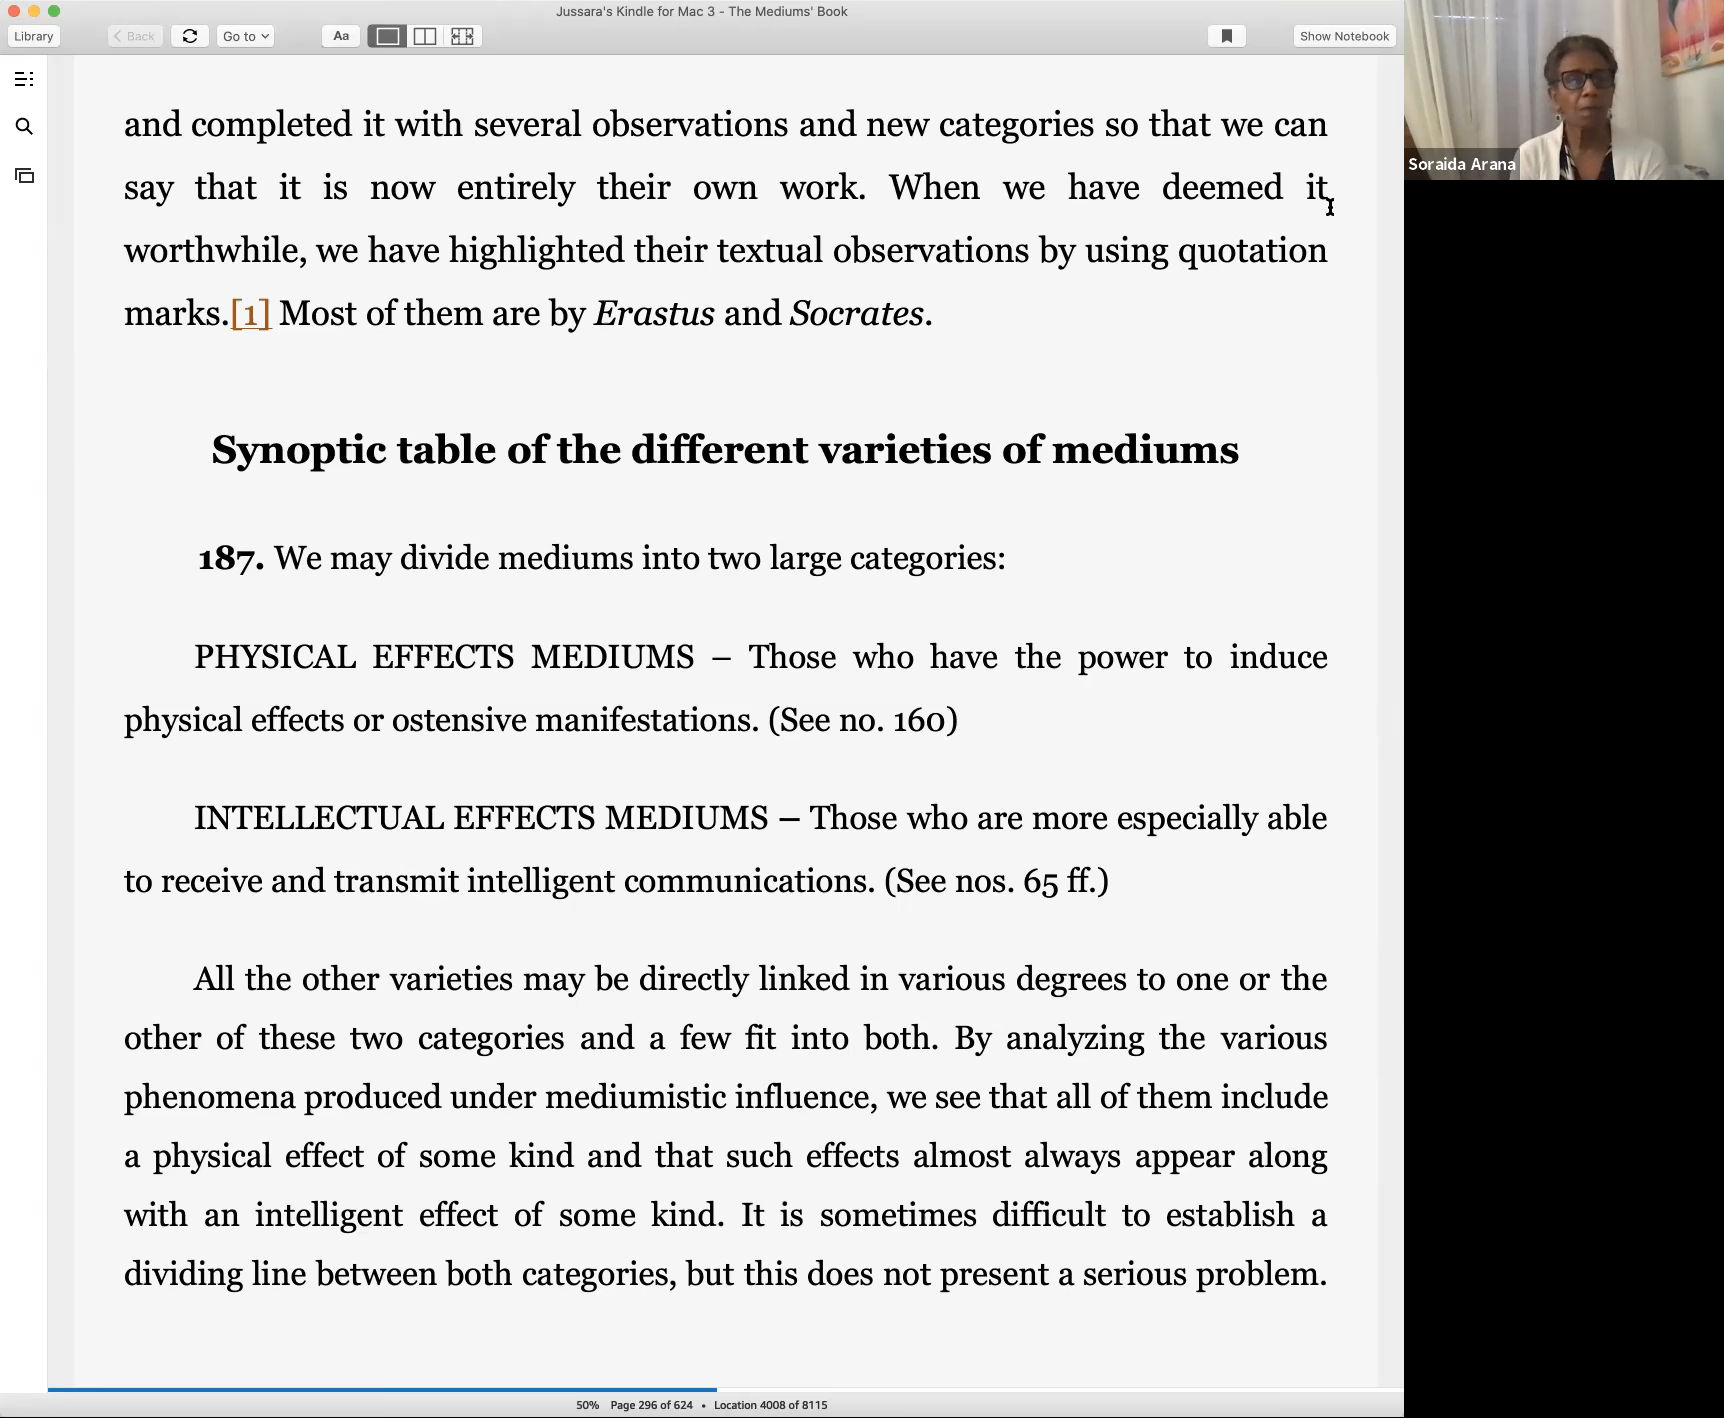 Jussara's Kindle for Mac 3 - The Mediums' Book
Library
Back
Go to
Aa
Show Notebook
and completed it with several observations and new categories so that we can
say that it is now entirely their own work. When we have deemed it
worthwhile, we have highlighted their textual observations by using quotation
marks.[1] Most of them are by Erastus and Socrates.
Synoptic table of the different varieties of mediums
187. We may divide mediums into two large categories:
PHYSICAL EFFECTS MEDIUMS – Those who have the power to induce
physical effects or ostensive manifestations. (See no. 160)
INTELLECTUAL EFFECTS MEDIUMS – Those who are more especially able
to receive and transmit intelligent communications. (See nos. 65 ff.)
All the other varieties may be directly linked in various degrees to one or the
other of these two categories and a few fit into both. By analyzing the various
phenomena produced under mediumistic influence, we see that all of them include
a physical effect of some kind and that such effects almost always appear along
with an intelligent effect of some kind. It is sometimes difficult to establish a
dividing line between both categories, but this does not present a serious problem.
50% Page 296 of 624 • Location 4008 of 8115
Soraida Arana